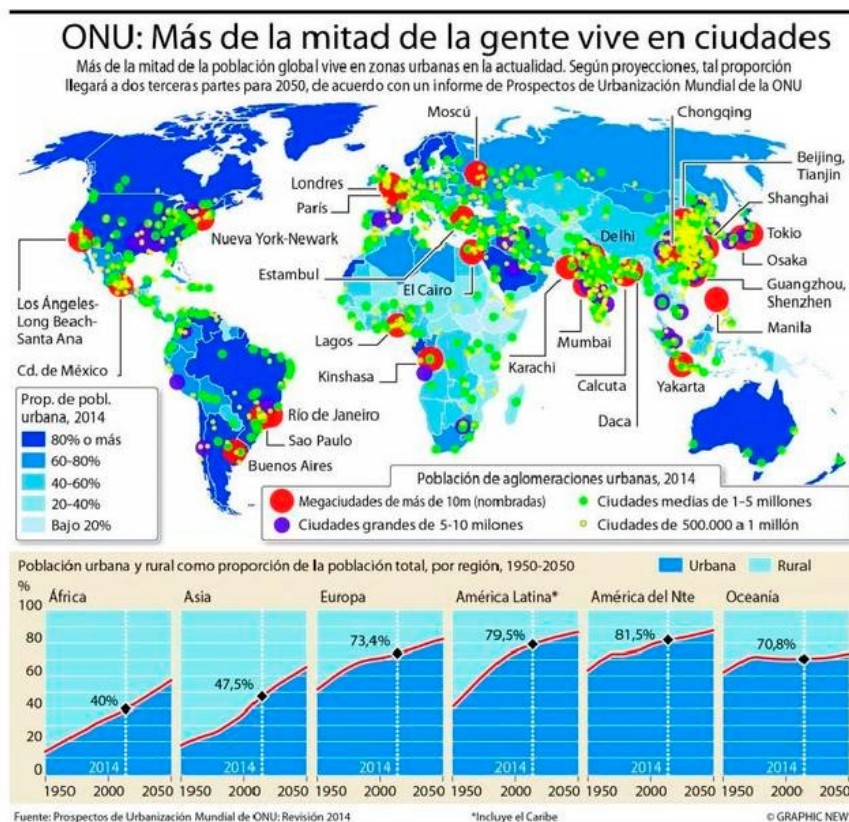 ONU: Más de la mitad de la gente vive en ciudades
Más de la mitad de la población global vive en zonas urbanas en la actualidad. Según proyecciones, tal proporción
llegará a dos terceras partes para 2050, de acuerdo con un informe de Prospectos de Urbanización Mundial de la ONU
Moscú
Chongqing
Beijing,
Tianjin
Londres
París
Shanghai
Nueva York-Newark
Delhi
Tokio
Osaka
Estambul
El Cairo
Guangzhou,
Shenzhen
Los Ángeles-
Long Beach-
Santa Ana
Lagos
Mumbai
Manila
Cd. de México
Kinshasa
Karachi
Calcuta
Yakarta
Daca
Río de Janeiro
Sao Paulo
Buenos Aires
Prop. de pobl.
urbana, 2014
80% o más
60-80%
40-60%
20-40%
Bajo 20%
Población de aglomeraciones urbanas, 2014
Megaciudades de más de 10m (nombradas)
Ciudades medias de 1-5 millones
Ciudades grandes de 5-10 milones
Ciudades de 500.000 a 1 millón
Población urbana y rural como proporción de la población total, por región, 1950-2050
Urbana Rural
%
África Asia Europa América Latina* América del Nte Oceanía
100
80
60
40
20
0
40% 47,5% 73,4% 79,5% 81,5% 70,8%
2014 2014 2014 2014 2014 2014
1950 2000 2050 1950 2000 2050 1950 2000 2050 1950 2000 2050 1950 2000 2050 1950 2000 2050
Fuente: Prospectos de Urbanización Mundial de ONU: Revisión 2014 *Incluye el Caribe © GRAPHIC NEW